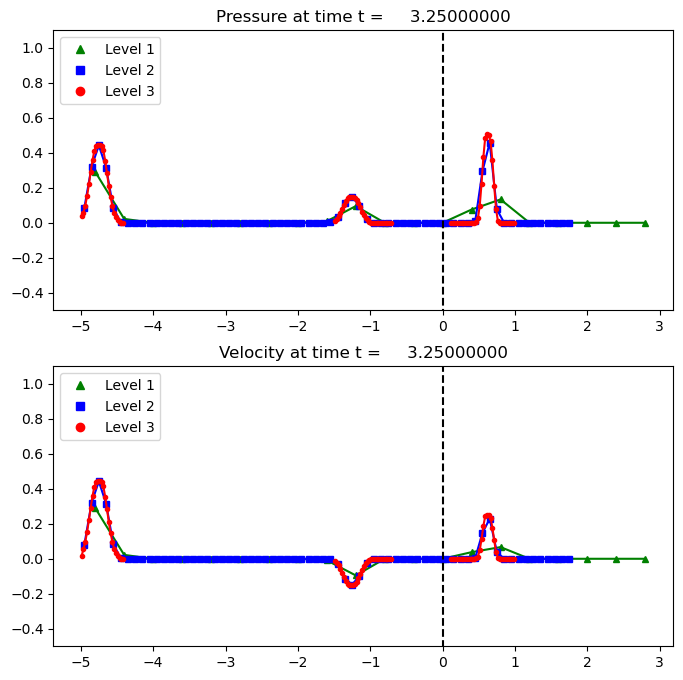 Pressure at time t = 3.25000000
1.0
0.8
0.6
0.4
0.2
0.0
−0.2
−0.4
Level 1
Level 2
Level 3
−5 −4 −3 −2 −1 0 1 2 3
Velocity at time t = 3.25000000
1.0
0.8
0.6
0.4
0.2
0.0
−0.2
−0.4
Level 1
Level 2
Level 3
−5 −4 −3 −2 −1 0 1 2 3